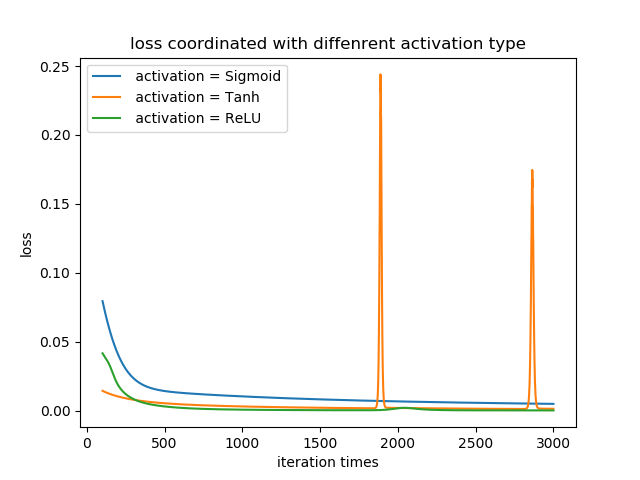 loss coordinated with diffenrent activation type
0.25
0.20
0.15
0.10
0.05
0.00
loss
activation = Sigmoid
activation = Tanh
activation = ReLU
0 500 1000 1500 2000 2500 3000
iteration times